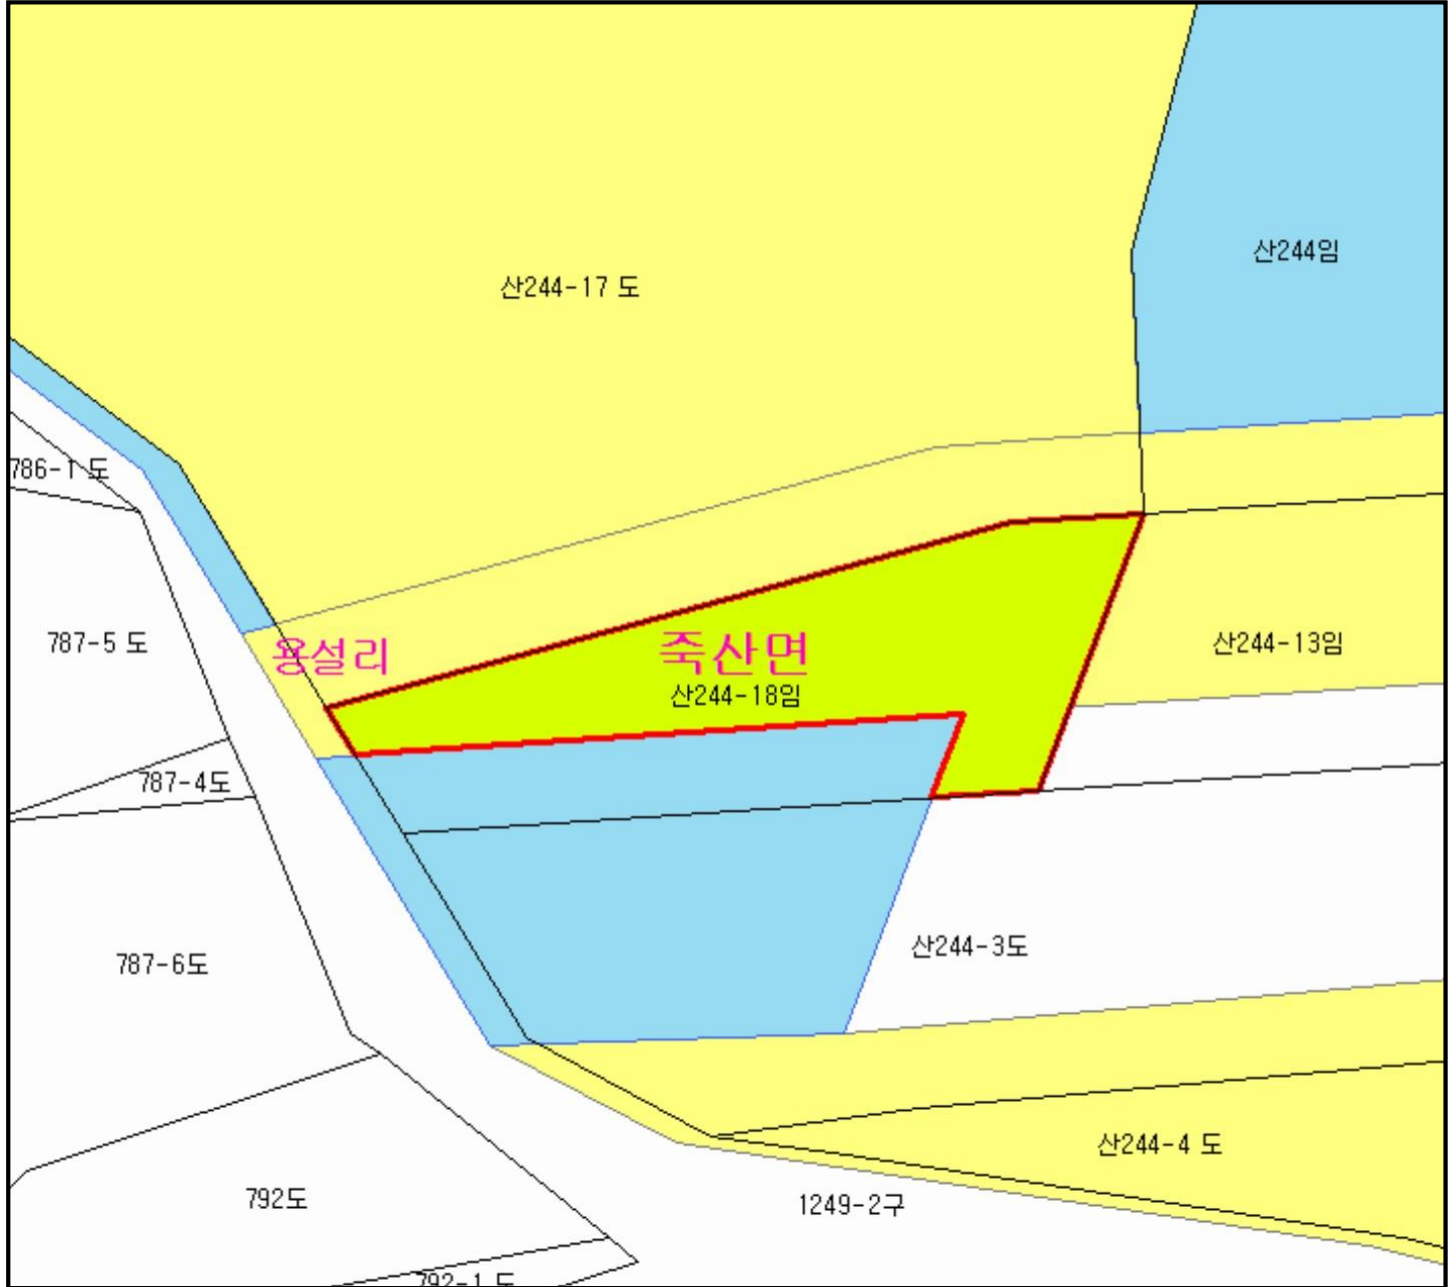 산244임
산244-17 도
786-1 도
787-5 도
용설리
죽산면
산244-13임
산244-18임
787-4도
산244-3도
787-6도
산244-4 도
792도
1249-2구
792-1 도